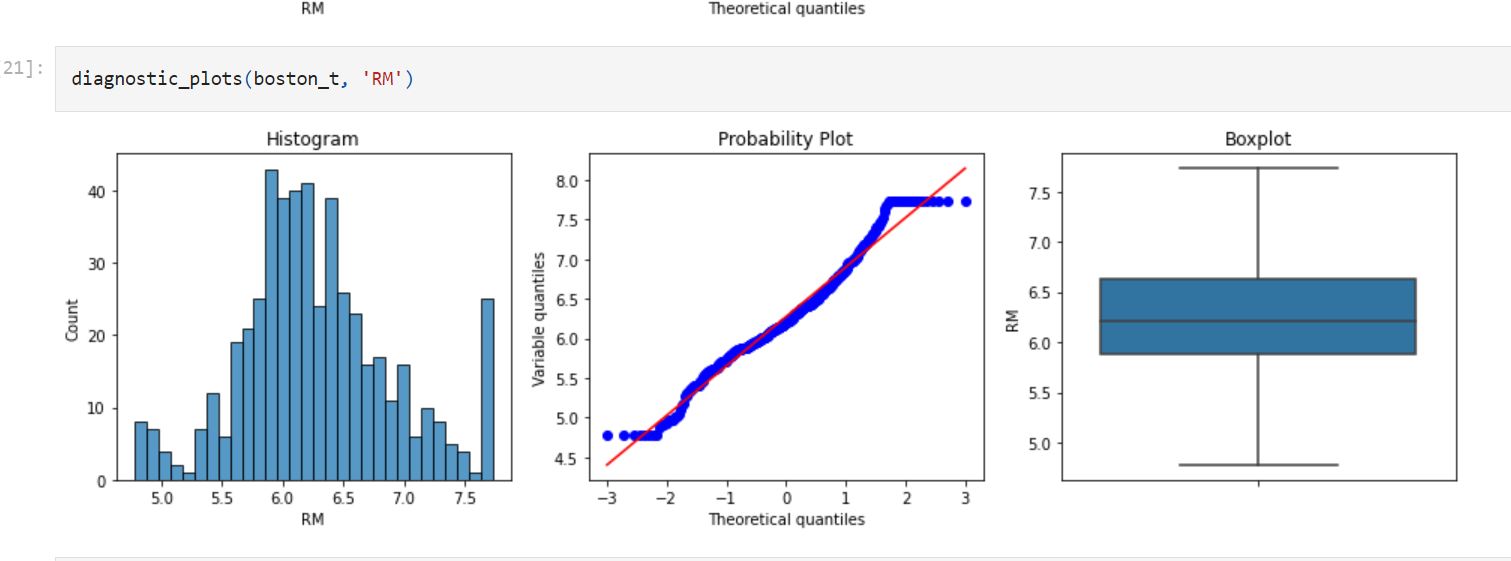 RM
Theoretical quantiles
21]:
diagnostic_plots(boston_t, 'RM')
Histogram
Count
40
30
20
10
0
5.0 5.5 6.0 6.5 7.0 7.5
RM
Probability Plot
Variable quantiles
8.0
7.5
7.0
6.5
6.0
5.5
5.0
4.5
−3 −2 −1 0 1 2 3
Theoretical quantiles
Boxplot
RM
7.5
7.0
6.5
6.0
5.5
5.0